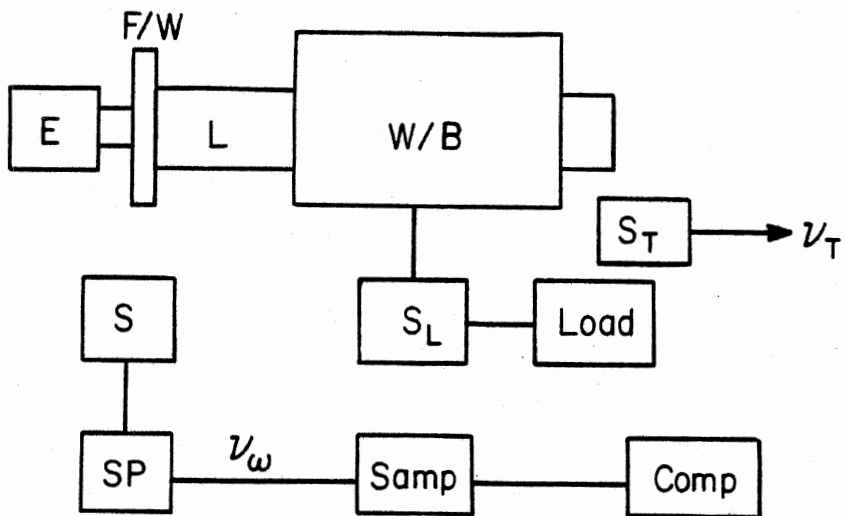 F/W
E
L
W/B
S_T
ν_T
S
S_L
Load
SP
ν_ω
Samp
Comp